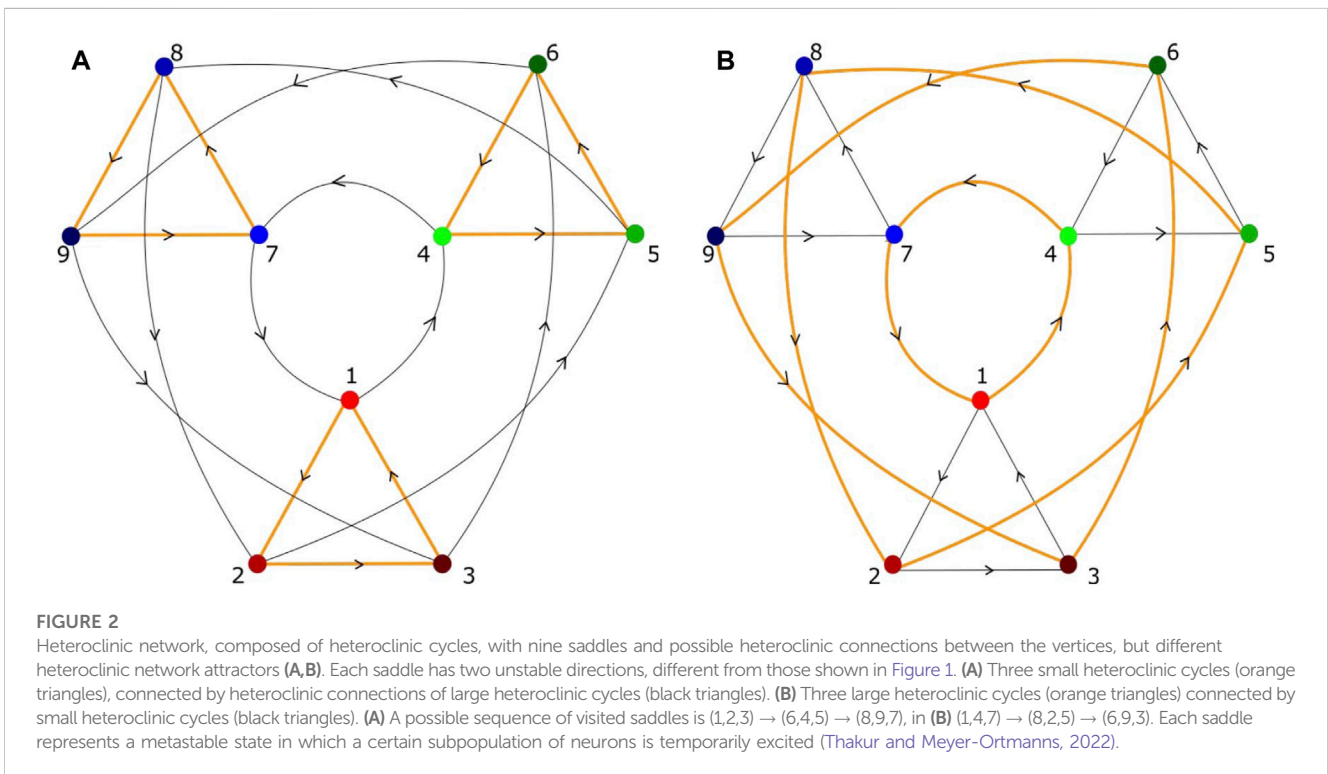 A
8
6
9
7
4
5
1
2
3
B
8
6
9
7
4
5
1
2
3
FIGURE 2
Heteroclinic network, composed of heteroclinic cycles, with nine saddles and possible heteroclinic connections between the vertices, but different
heteroclinic network attractors (A,B). Each saddle has two unstable directions, different from those shown in Figure 1. (A) Three small heteroclinic cycles (orange
triangles), connected by heteroclinic connections of large heteroclinic cycles (black triangles). (B) Three large heteroclinic cycles (orange triangles) connected by
small heteroclinic cycles (black triangles). (A) A possible sequence of visited saddles is (1,2,3) → (6,4,5) → (8,9,7), in (B) (1,4,7) → (8,2,5) → (6,9,3). Each saddle
represents a metastable state in which a certain subpopulation of neurons is temporarily excited (Thakur and Meyer-Ortmanns, 2022).